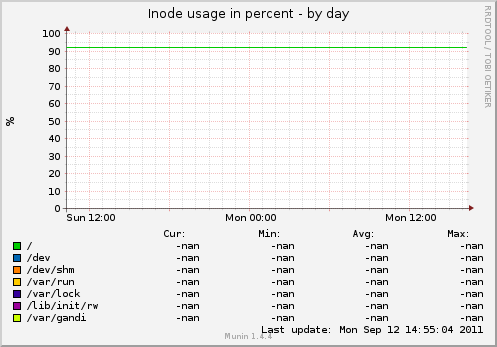 Inode usage in percent - by day
RRDTOOL / TOBI OETIKER
%
100
90
80
70
60
50
40
30
20
10
0
Sun 12:00 Mon 00:00 Mon 12:00
Cur: Min: Avg: Max:
/ -nan -nan -nan -nan
/dev -nan -nan -nan -nan
/dev/shm -nan -nan -nan -nan
/var/run -nan -nan -nan -nan
/var/lock -nan -nan -nan -nan
/lib/init/rw -nan -nan -nan -nan
/var/gandi -nan -nan -nan -nan
Last update: Mon Sep 12 14:55:04 2011
Munin 1.4.4